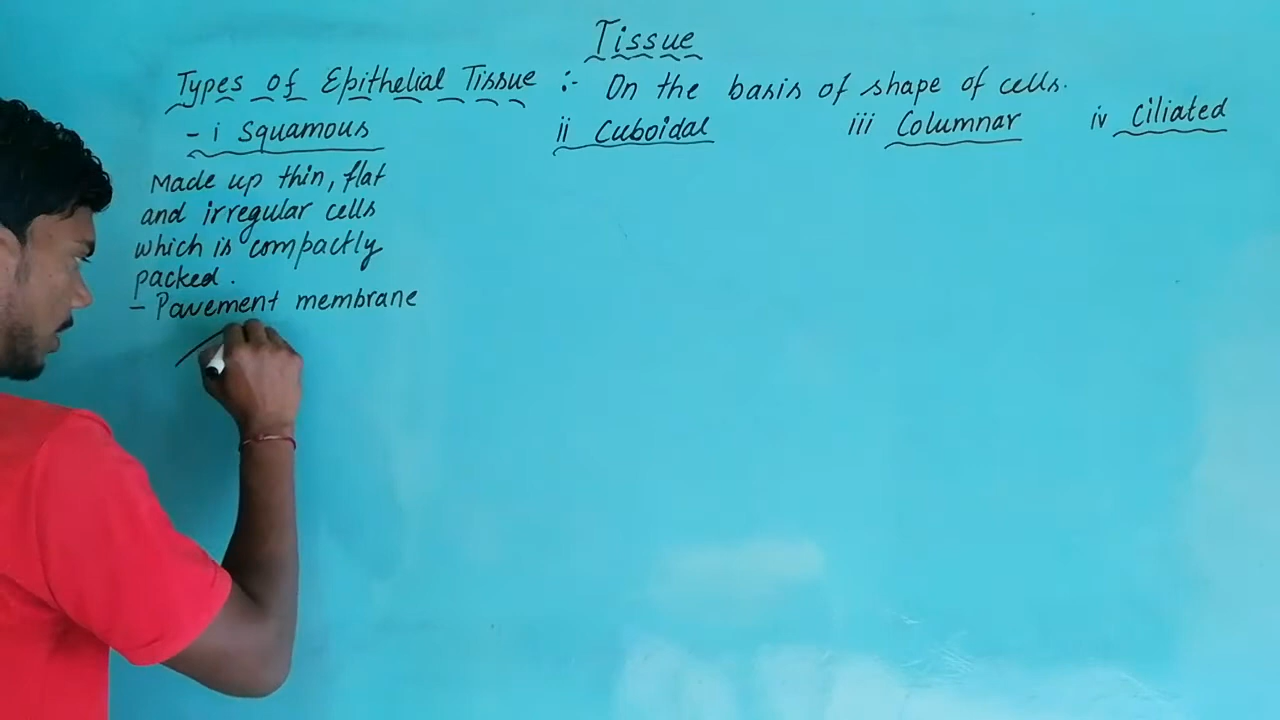 Tissue
Types of Epithelial Tissue :- On the basis of shape of cells.
- i Squamous ii Cuboidal iii Columnar iv Ciliated
Made up thin, flat
and irregular cells
which is compactly
packed.
- Pavement membrane